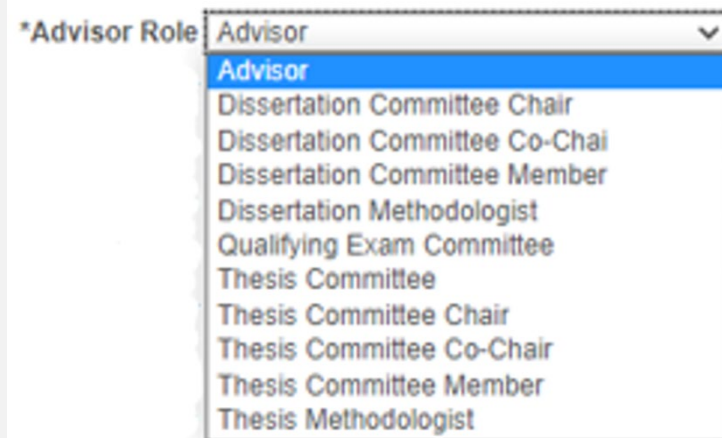 *Advisor Role Advisor
Advisor
Dissertation Committee Chair
Dissertation Committee Co-Chai
Dissertation Committee Member
Dissertation Methodologist
Qualifying Exam Committee
Thesis Committee
Thesis Committee Chair
Thesis Committee Co-Chair
Thesis Committee Member
Thesis Methodologist